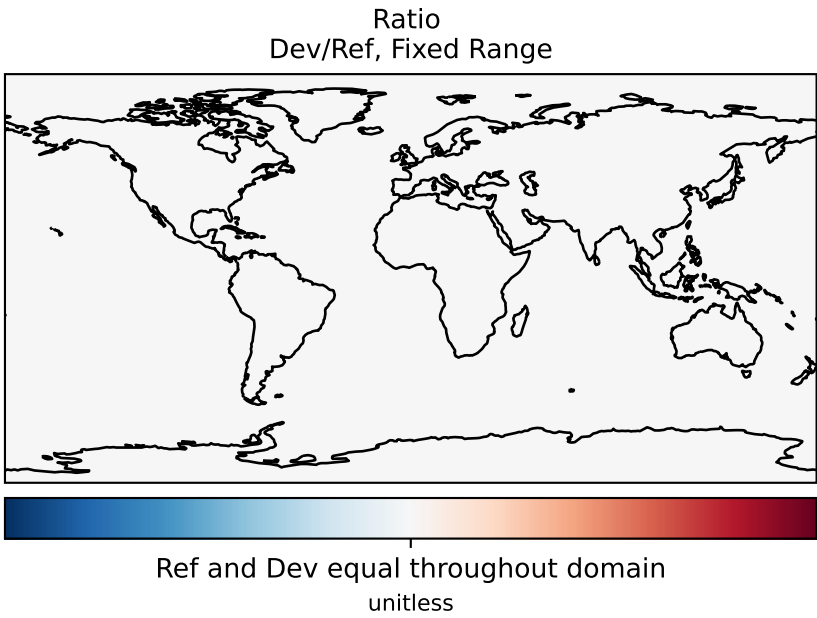 Ratio
Dev/Ref, Fixed Range
Ref and Dev equal throughout domain
unitless